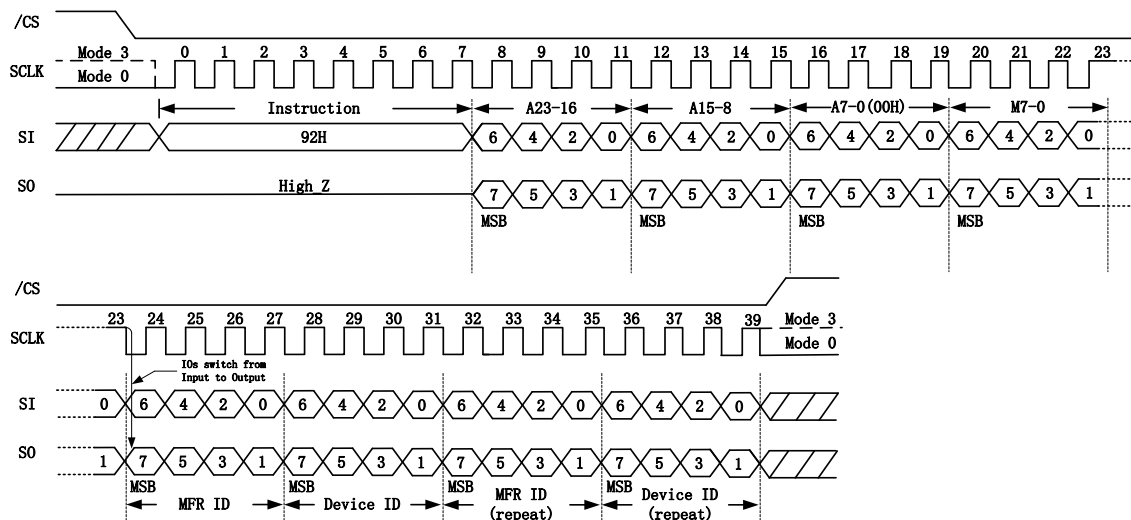 /CS
Mode 3 0 1 2 3 4 5 6 7 8 9 10 11 12 13 14 15 16 17 18 19 20 21 22 23
SCLK
Mode 0
Instruction A23-16 A15-8 A7-0(00H) M7-0
SI 92H 6 4 2 0 6 4 2 0 6 4 2 0 6 4 2 0
SO High_Z 7 5 3 1 7 5 3 1 7 5 3 1 7 5 3 1
MSB MSB MSB MSB
/CS
23 24 25 26 27 28 29 30 31 32 33 34 35 36 37 38 39 Mode 3
SCLK
Mode 0
IOs switch from
Input to Output
SI 0 6 4 2 0 6 4 2 0 6 4 2 0 6 4 2 0
SO 1 7 5 3 1 7 5 3 1 7 5 3 1 7 5 3 1
MSB MSB MSB MSB
MFR ID Device ID MFR ID Device ID
(repeat) (repeat)